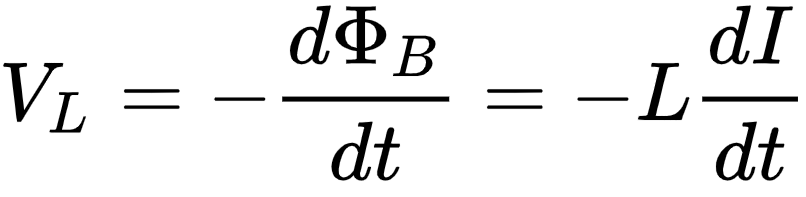 $V_L = -\frac{d\Phi_B}{dt} = -L\frac{dI}{dt}$